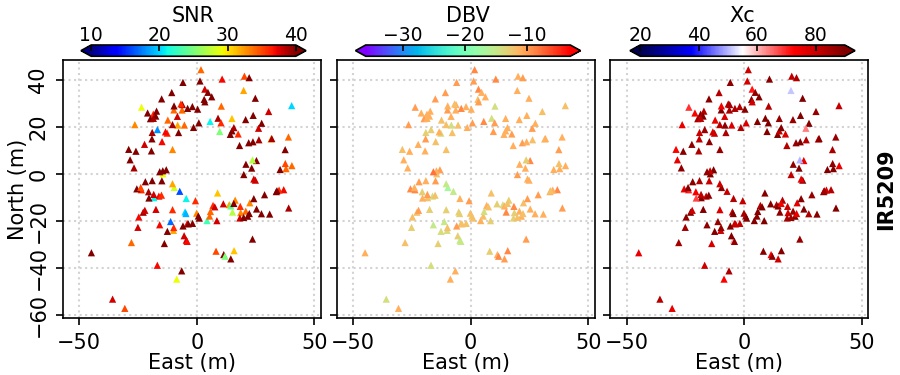 SNR DBV Xc
10 20 30 40 −30 −20 −10 20 40 60 80
North (m)
40
20
0
−20
−40
−60
IR5209
−50 0 50 −50 0 50 −50 0 50
East (m) East (m) East (m)